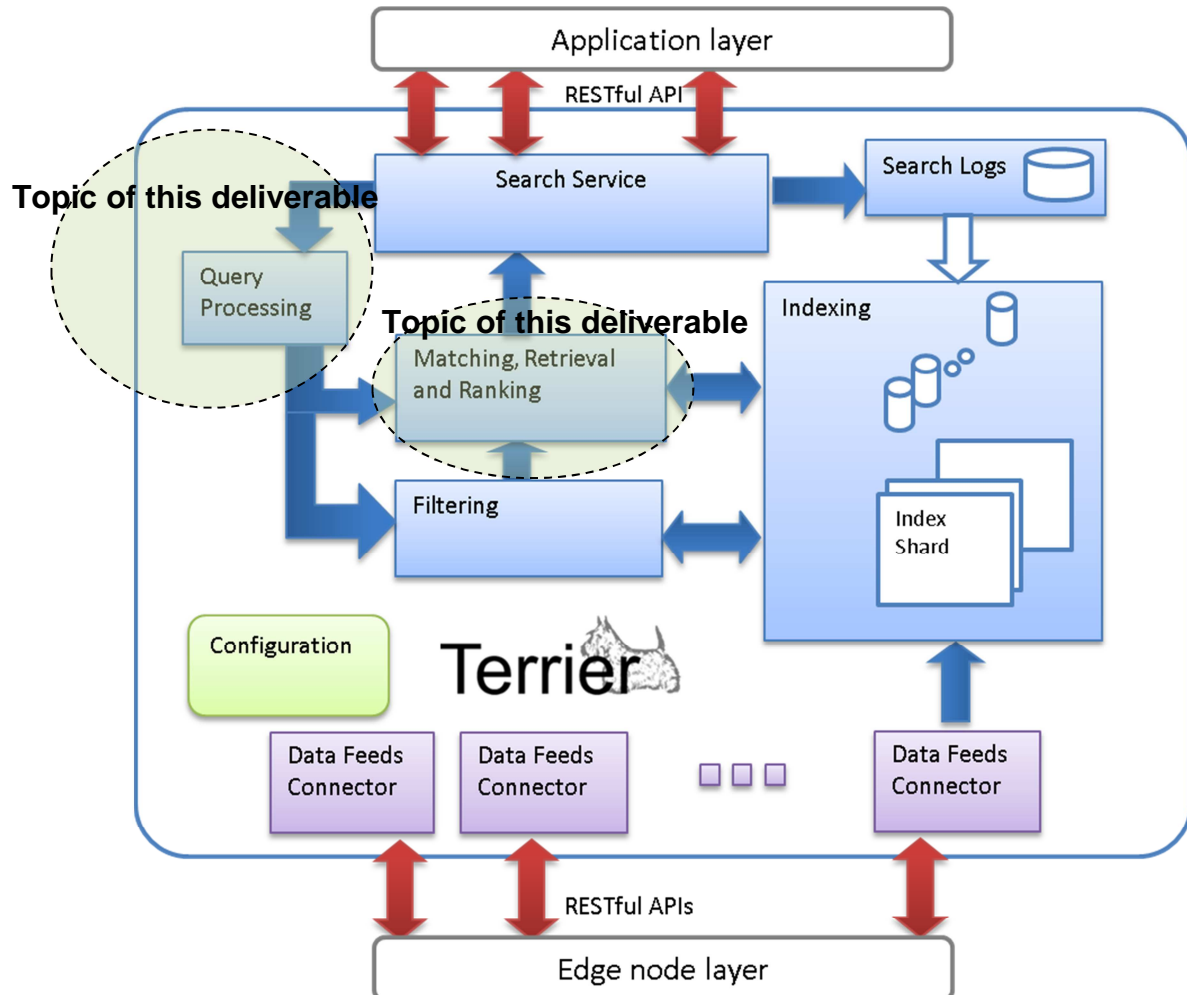 Application layer
RESTful API
Search Service
Search Logs
Topic of this deliverable
Query
Processing
Topic of this deliverable
Matching, Retrieval
and Ranking
Indexing
Filtering
Index
Shard
Configuration
Terrier
Data Feeds
Connector
Data Feeds
Connector
Data Feeds
Connector
RESTful APIs
Edge node layer